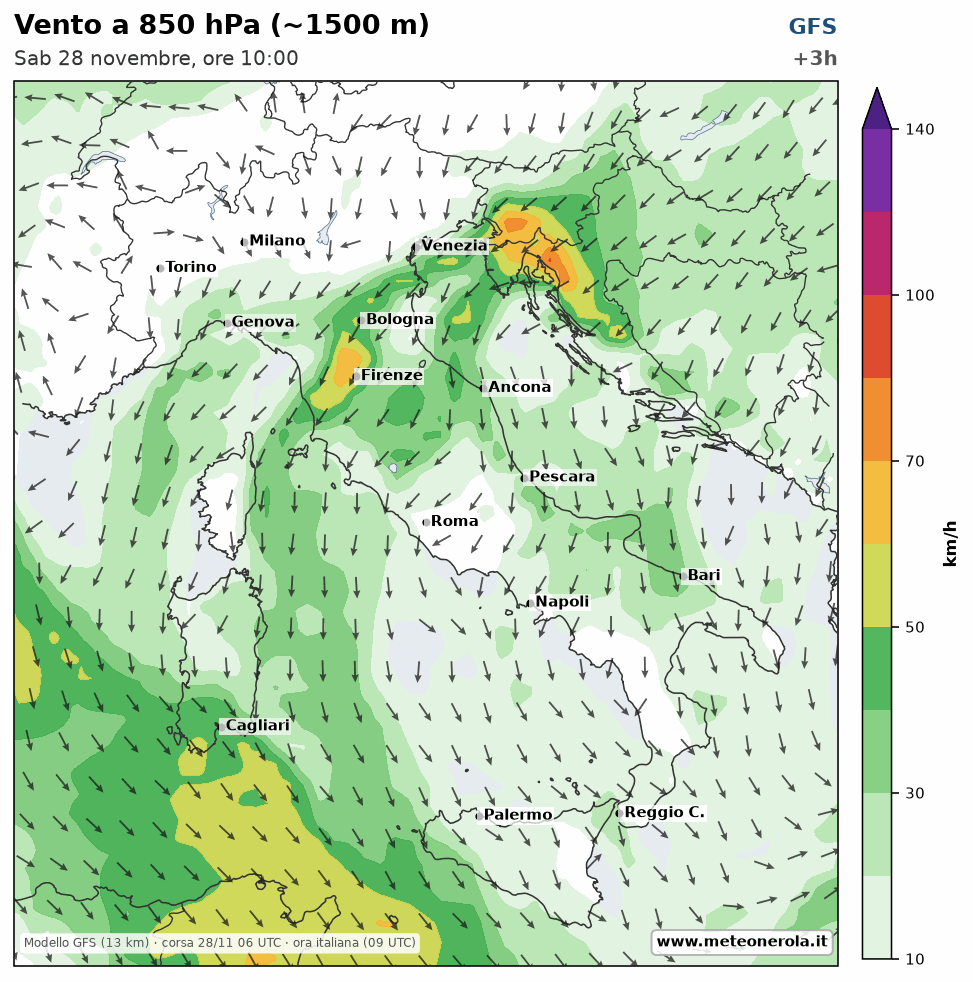 Vento a 850 hPa (~1500 m)
GFS
Sab 28 novembre, ore 10:00
+3h
140
Venezia
Milano
Torino
100
Genova
Bologna
Firenze
Ancona
70
Pescara
Roma
km/h
Bari
Napoli
50
Cagliari
30
Palermo
Reggio C.
Modello GFS (13 km) · corsa 28/11 06 UTC · ora italiana (09 UTC)
www.meteonerola.it
10